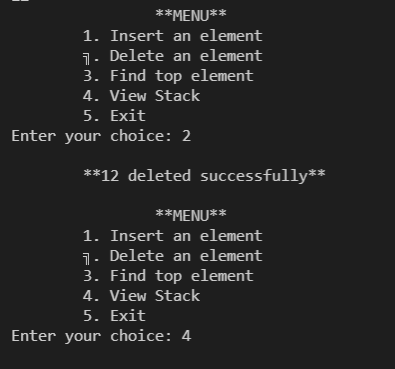 **MENU**
1. Insert an element
╗. Delete an element
3. Find top element
4. View Stack
5. Exit
Enter your choice: 2
**12 deleted successfully**
**MENU**
1. Insert an element
╗. Delete an element
3. Find top element
4. View Stack
5. Exit
Enter your choice: 4